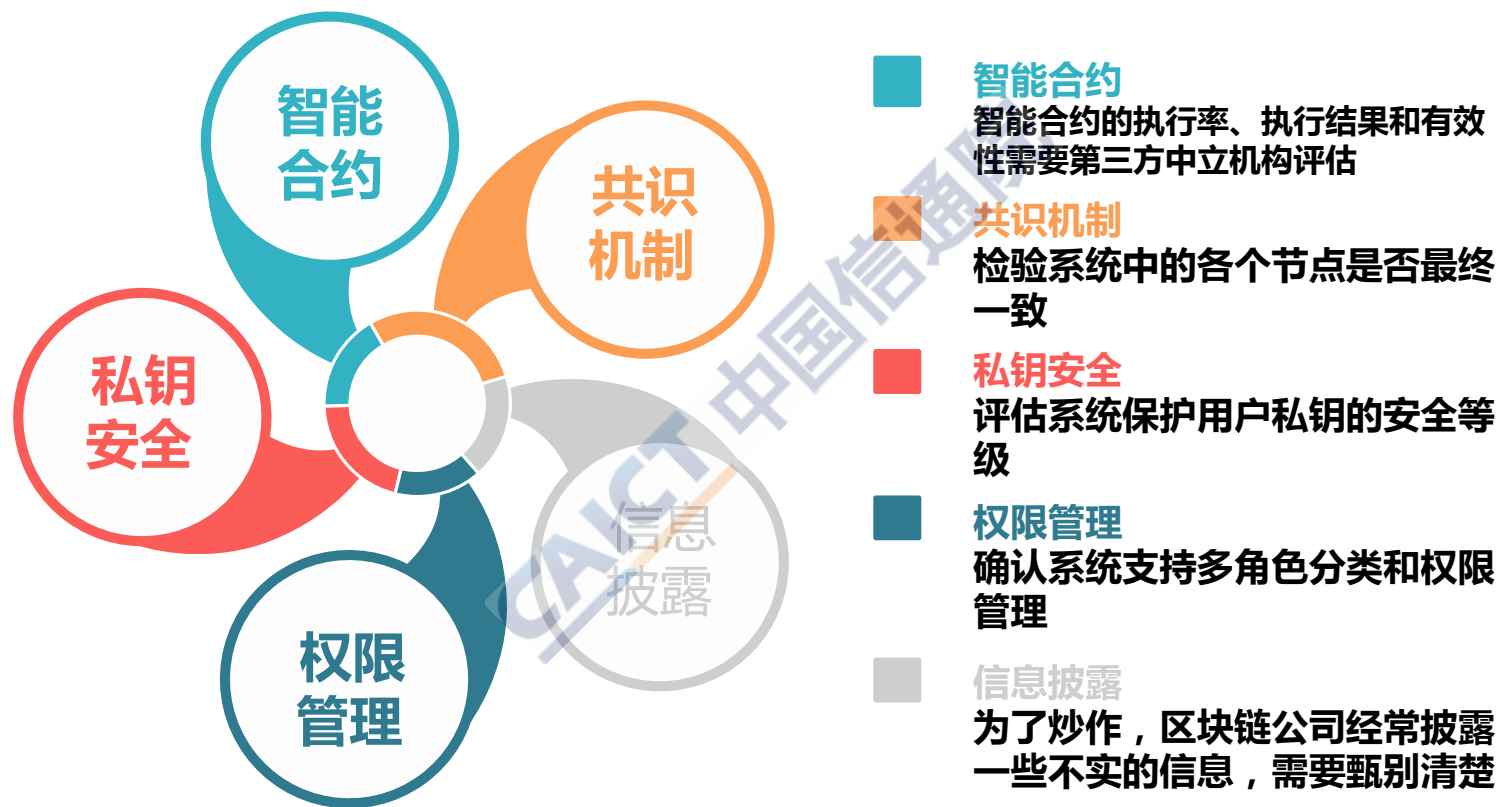 智能
合约
共识
机制
私钥
安全
信息
披露
权限
管理
智能合约
智能合约的执行率、执行结果和有效
性需要第三方中立机构评估
共识机制
检验系统中的各个节点是否最终
一致
私钥安全
评估系统保护用户私钥的安全等
级
权限管理
确认系统支持多角色分类和权限
管理
信息披露
为了炒作，区块链公司经常披露
一些不实的信息，需要甄别清楚
CAICT 中国信通院